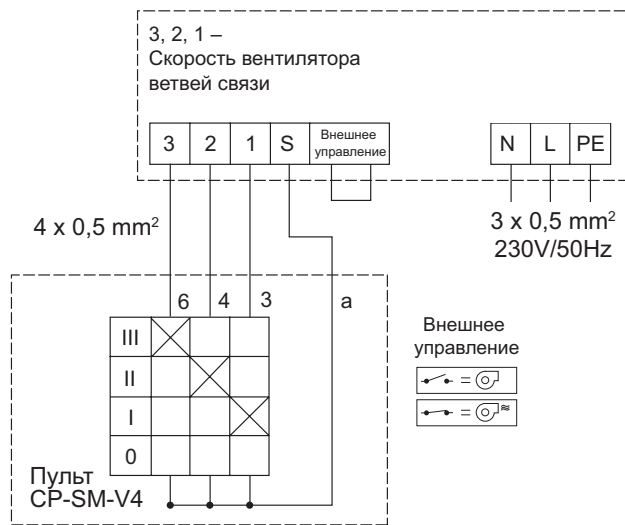 3, 2, 1 –
Скорость вентилятора
ветвей связи
3 2 1 S Внешнее
управление
N L PE
4 x 0,5 mm²
3 x 0,5 mm²
230V/50Hz
6 4 3 a
III
II
I
0
Внешнее
управление
=
= ≈
Пульт
CP-SM-V4